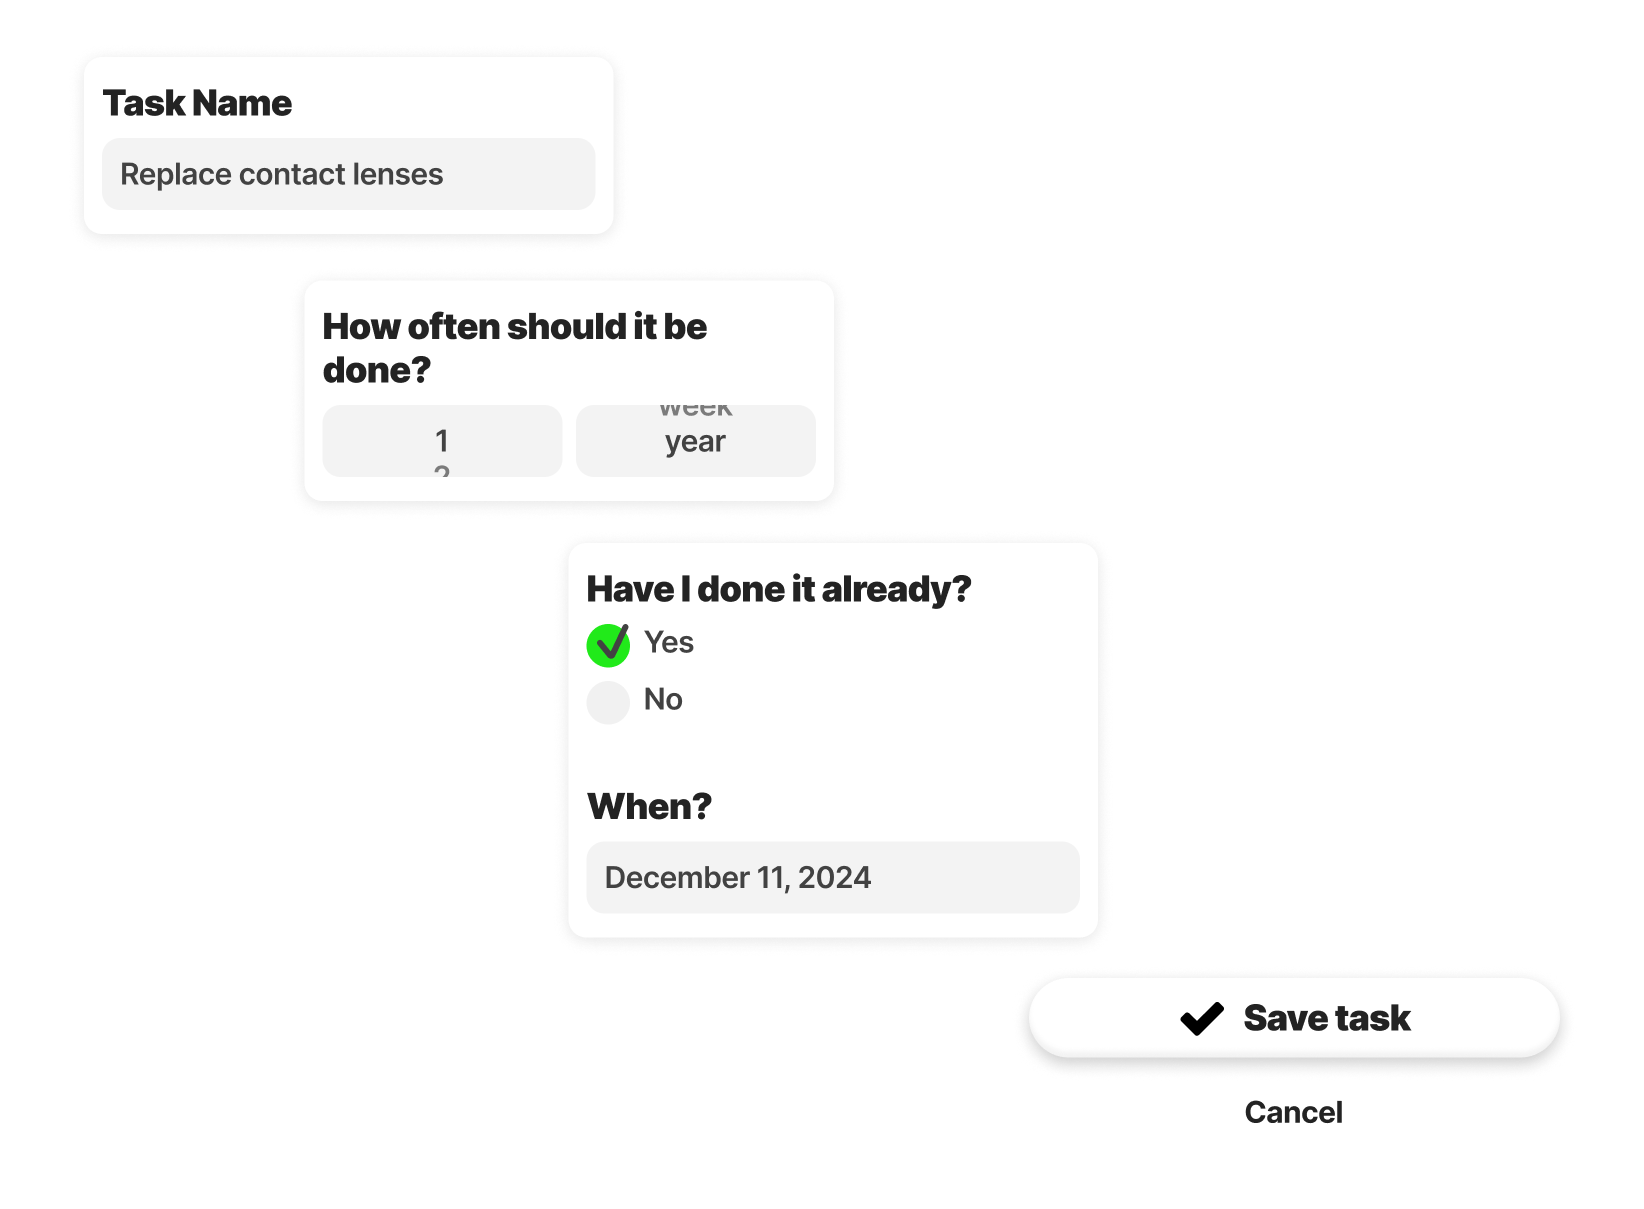 Task Name
Replace contact lenses
How often should it be
done?
1
2
week
year
Have I done it already?
Yes
No
When?
December 11, 2024
Save task
Cancel